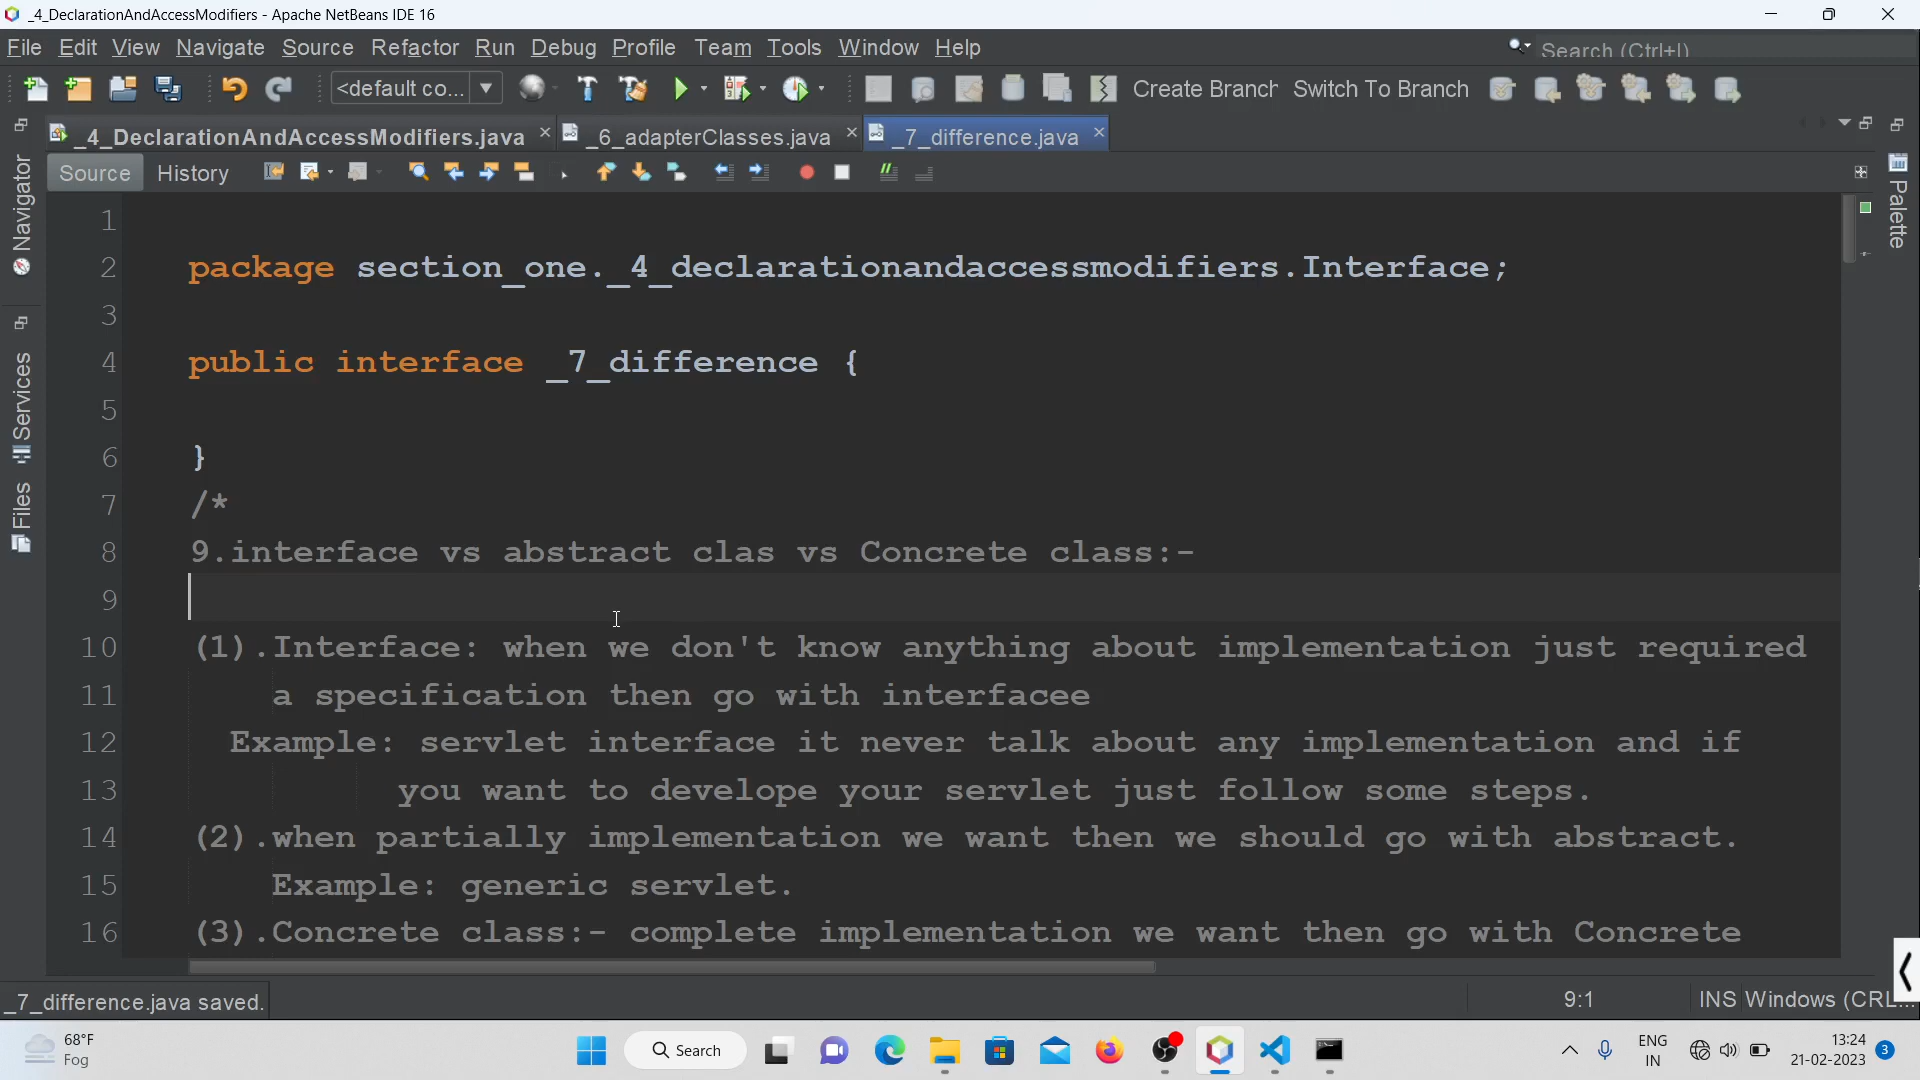 _4_DeclarationAndAccessModifiers - Apache NetBeans IDE 16
File Edit View Navigate Source Refactor Run Debug Profile Team Tools Window Help
Search (Ctrl+I)
<default co...
Create Branch Switch To Branch
_4_DeclarationAndAccessModifiers.java _6_adapterClasses.java _7_difference.java
Source History
Navigator
Services
Files
Palette
1
2 package section_one._4_declarationandaccessmodifiers.Interface;
3
4 public interface _7_difference {
5
6 }
7 /*
8 9.interface vs abstract clas vs Concrete class:-
9
10 (1).Interface: when we don't know anything about implementation just required
11 a specification then go with interfacee
12 Example: servlet interface it never talk about any implementation and if
13 you want to develope your servlet just follow some steps.
14 (2).when partially implementation we want then we should go with abstract.
15 Example: generic servlet.
16 (3).Concrete class:- complete implementation we want then go with Concrete
_7_difference.java saved.
9:1
INS Windows (CRL...
68°F
Fog
Search
ENG
IN
13:24
21-02-2023
3